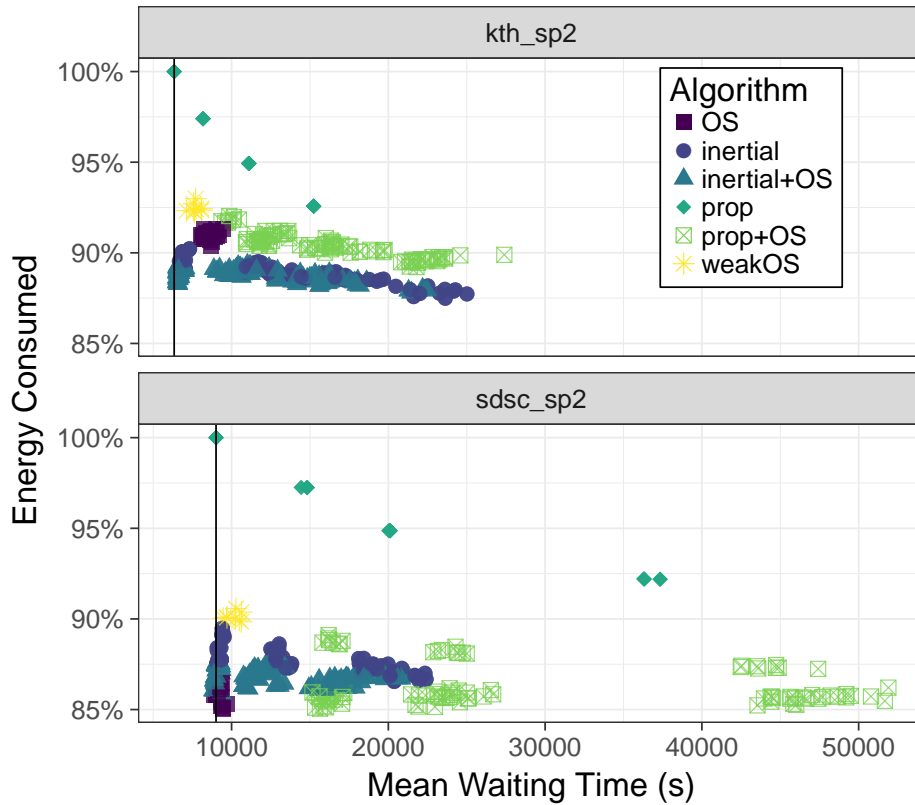 kth_sp2
100%
95%
90%
85%
Algorithm
OS
inertial
inertial+OS
prop
prop+OS
weakOS
sdsc_sp2
100%
95%
90%
85%
Energy Consumed
10000 20000 30000 40000 50000
Mean Waiting Time (s)